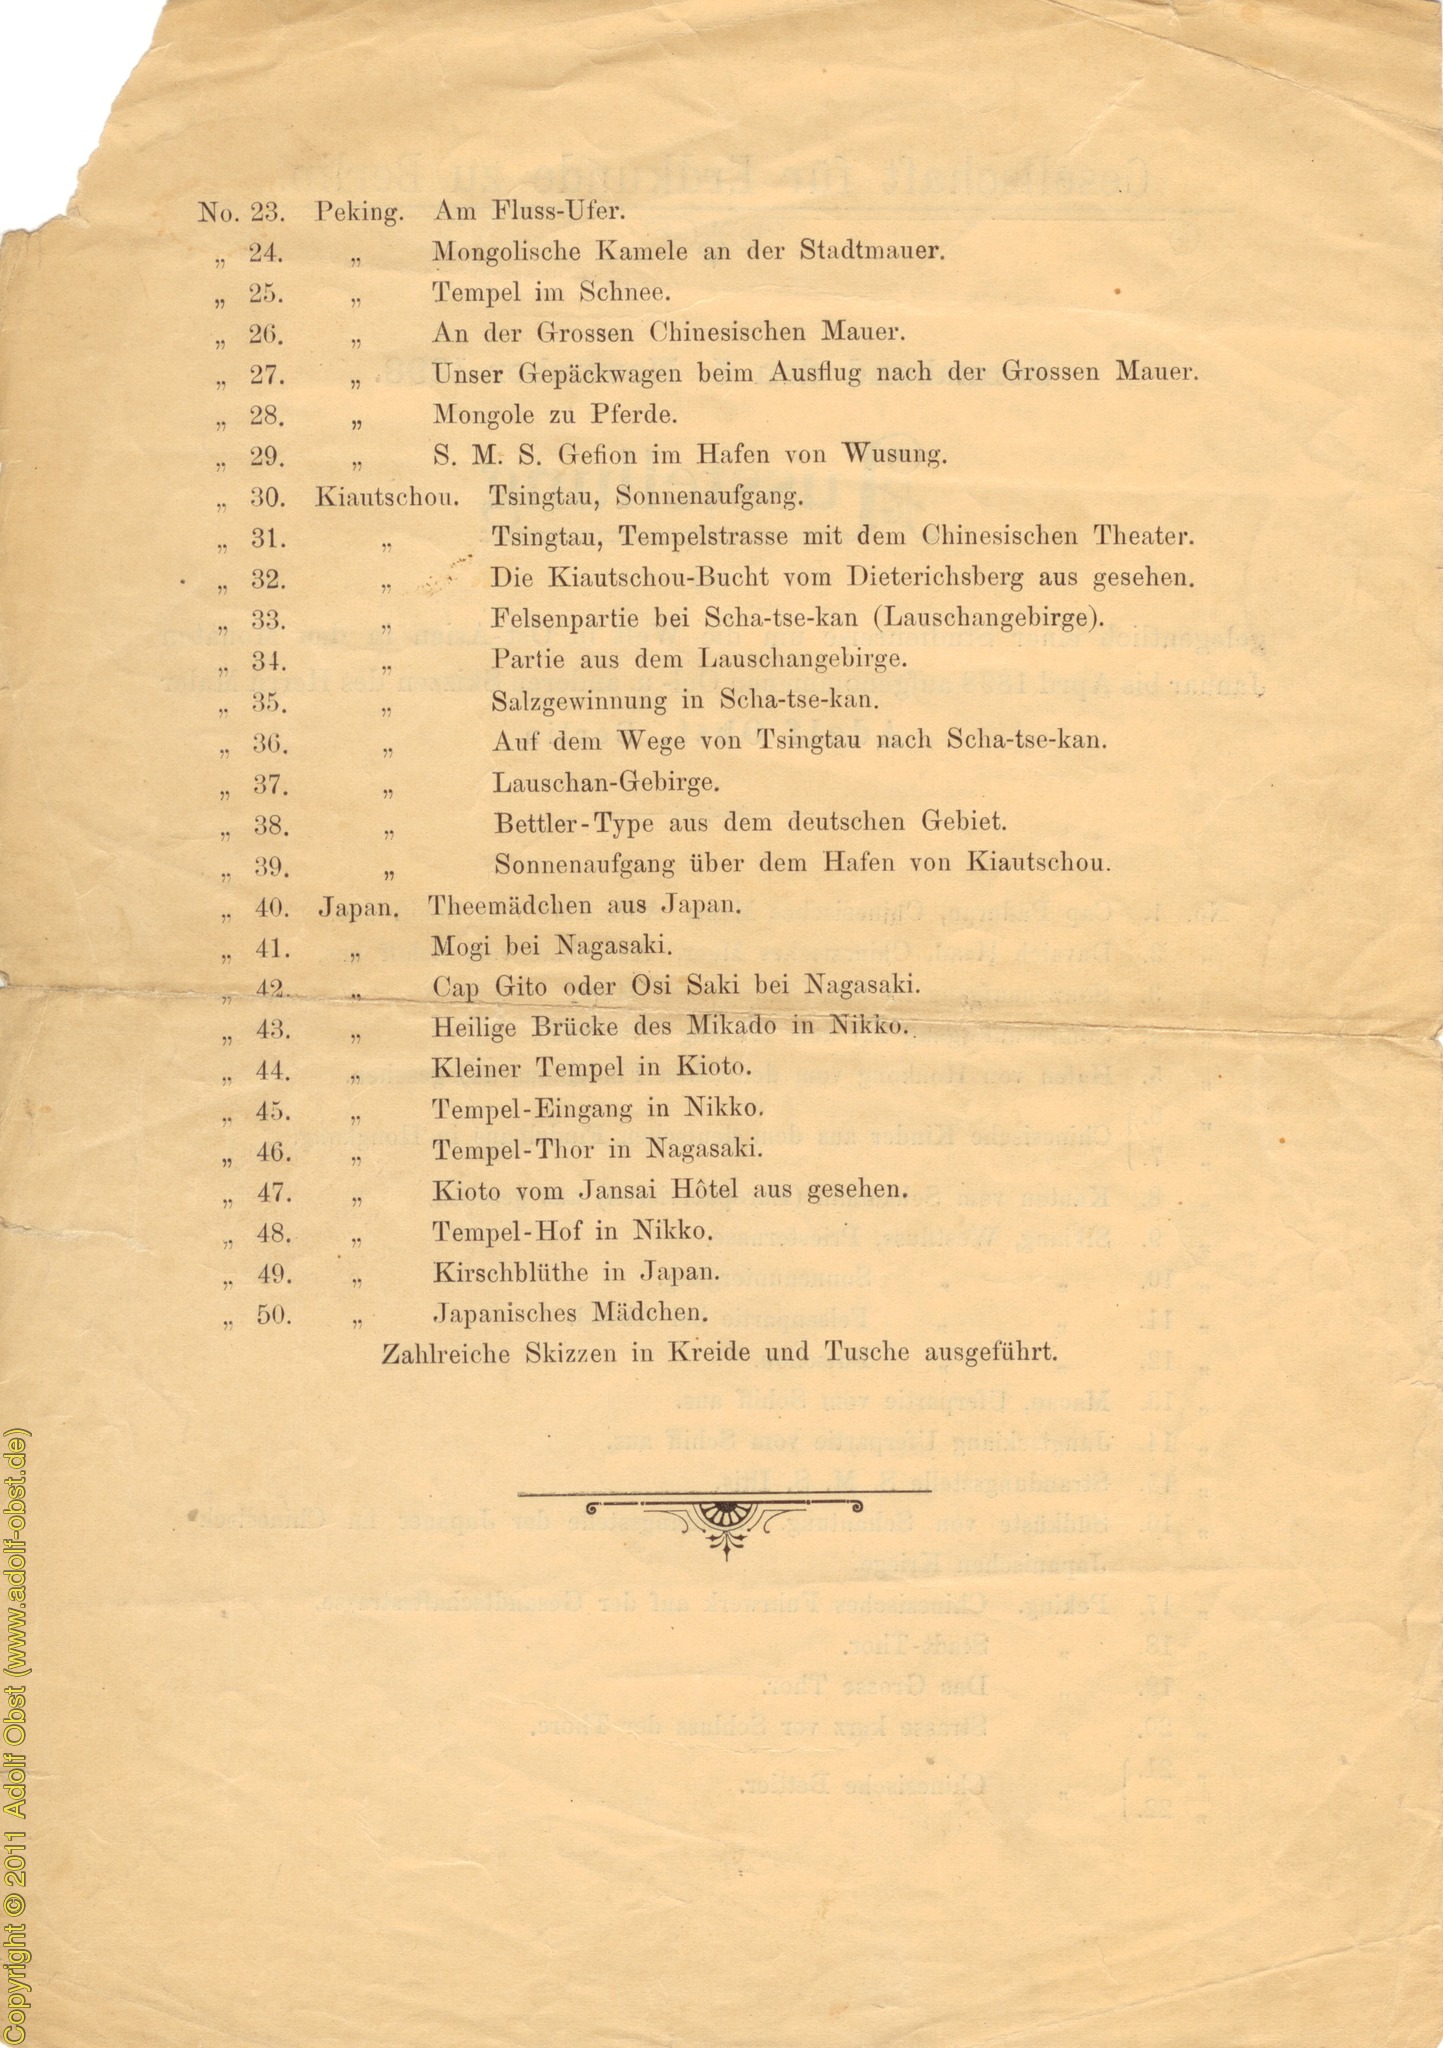 No. 23. Peking. Am Fluss-Ufer.
„ 24. „ Mongolische Kamele an der Stadtmauer.
„ 25. „ Tempel im Schnee.
„ 26. „ An der Grossen Chinesischen Mauer.
„ 27. „ Unser Gepäckwagen beim Ausflug nach der Grossen Mauer.
„ 28. „ Mongole zu Pferde.
„ 29. „ S. M. S. Gefion im Hafen von Wusung.
„ 30. Kiautschou. Tsingtau, Sonnenaufgang.
„ 31. „ Tsingtau, Tempelstrasse mit dem Chinesischen Theater.
„ 32. „ Die Kiautschou-Bucht vom Dieterichsberg aus gesehen.
„ 33. „ Felsenpartie bei Scha-tse-kan (Lauschangebirge).
„ 34. „ Partie aus dem Lauschangebirge.
„ 35. „ Salzgewinnung in Scha-tse-kan.
„ 36. „ Auf dem Wege von Tsingtau nach Scha-tse-kan.
„ 37. „ Lauschan-Gebirge.
„ 38. „ Bettler-Type aus dem deutschen Gebiet.
„ 39. „ Sonnenaufgang über dem Hafen von Kiautschou.
„ 40. Japan. Theemädchen aus Japan.
„ 41. „ Mogi bei Nagasaki.
„ 42. „ Cap Gito oder Osi Saki bei Nagasaki.
„ 43. „ Heilige Brücke des Mikado in Nikko.
„ 44. „ Kleiner Tempel in Kioto.
„ 45. „ Tempel-Eingang in Nikko.
„ 46. „ Tempel-Thor in Nagasaki.
„ 47. „ Kioto vom Jansai Hôtel aus gesehen.
„ 48. „ Tempel-Hof in Nikko.
„ 49. „ Kirschblüthe in Japan.
„ 50. „ Japanisches Mädchen.
Zahlreiche Skizzen in Kreide und Tusche ausgeführt.
Copyright © 2011 Adolf Obst (www.adolf-obst.de)